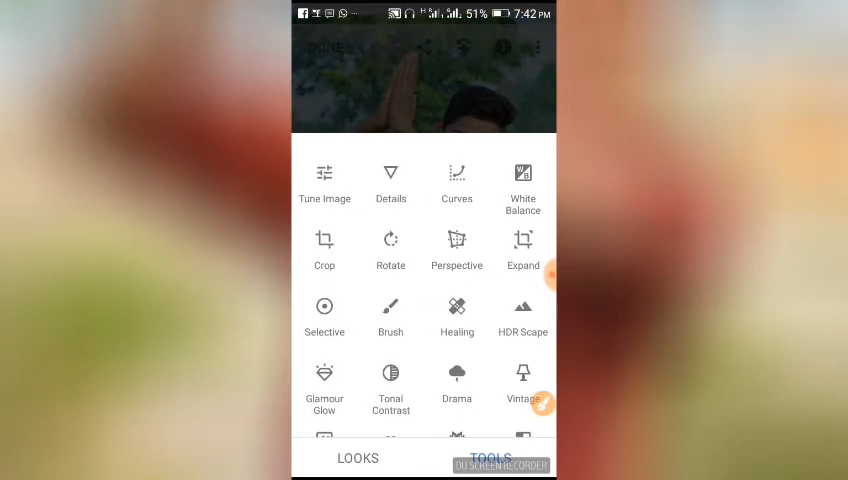 51% 7:42 PM
DONE
Tune Image Details Curves White Balance
Crop Rotate Perspective Expand
Selective Brush Healing HDR Scape
Glamour Glow Tonal Contrast Drama Vintage
LOOKS TOOLS
DU SCREEN RECORDER